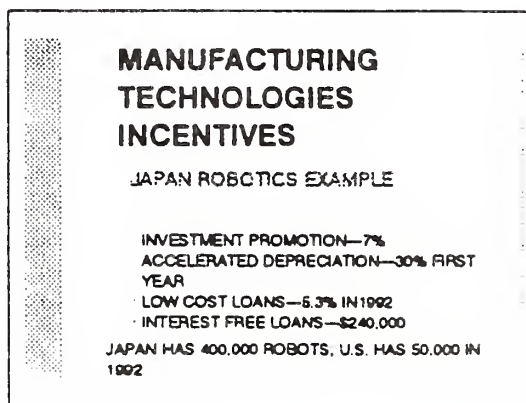 MANUFACTURING
TECHNOLOGIES
INCENTIVES
JAPAN ROBOTICS EXAMPLE
INVESTMENT PROMOTION—7%
ACCELERATED DEPRECIATION—30% FIRST
YEAR
· LOW COST LOANS—5.3% IN 1992
· INTEREST FREE LOANS—$240,000
JAPAN HAS 400,000 ROBOTS, U.S. HAS 50,000 IN
1992